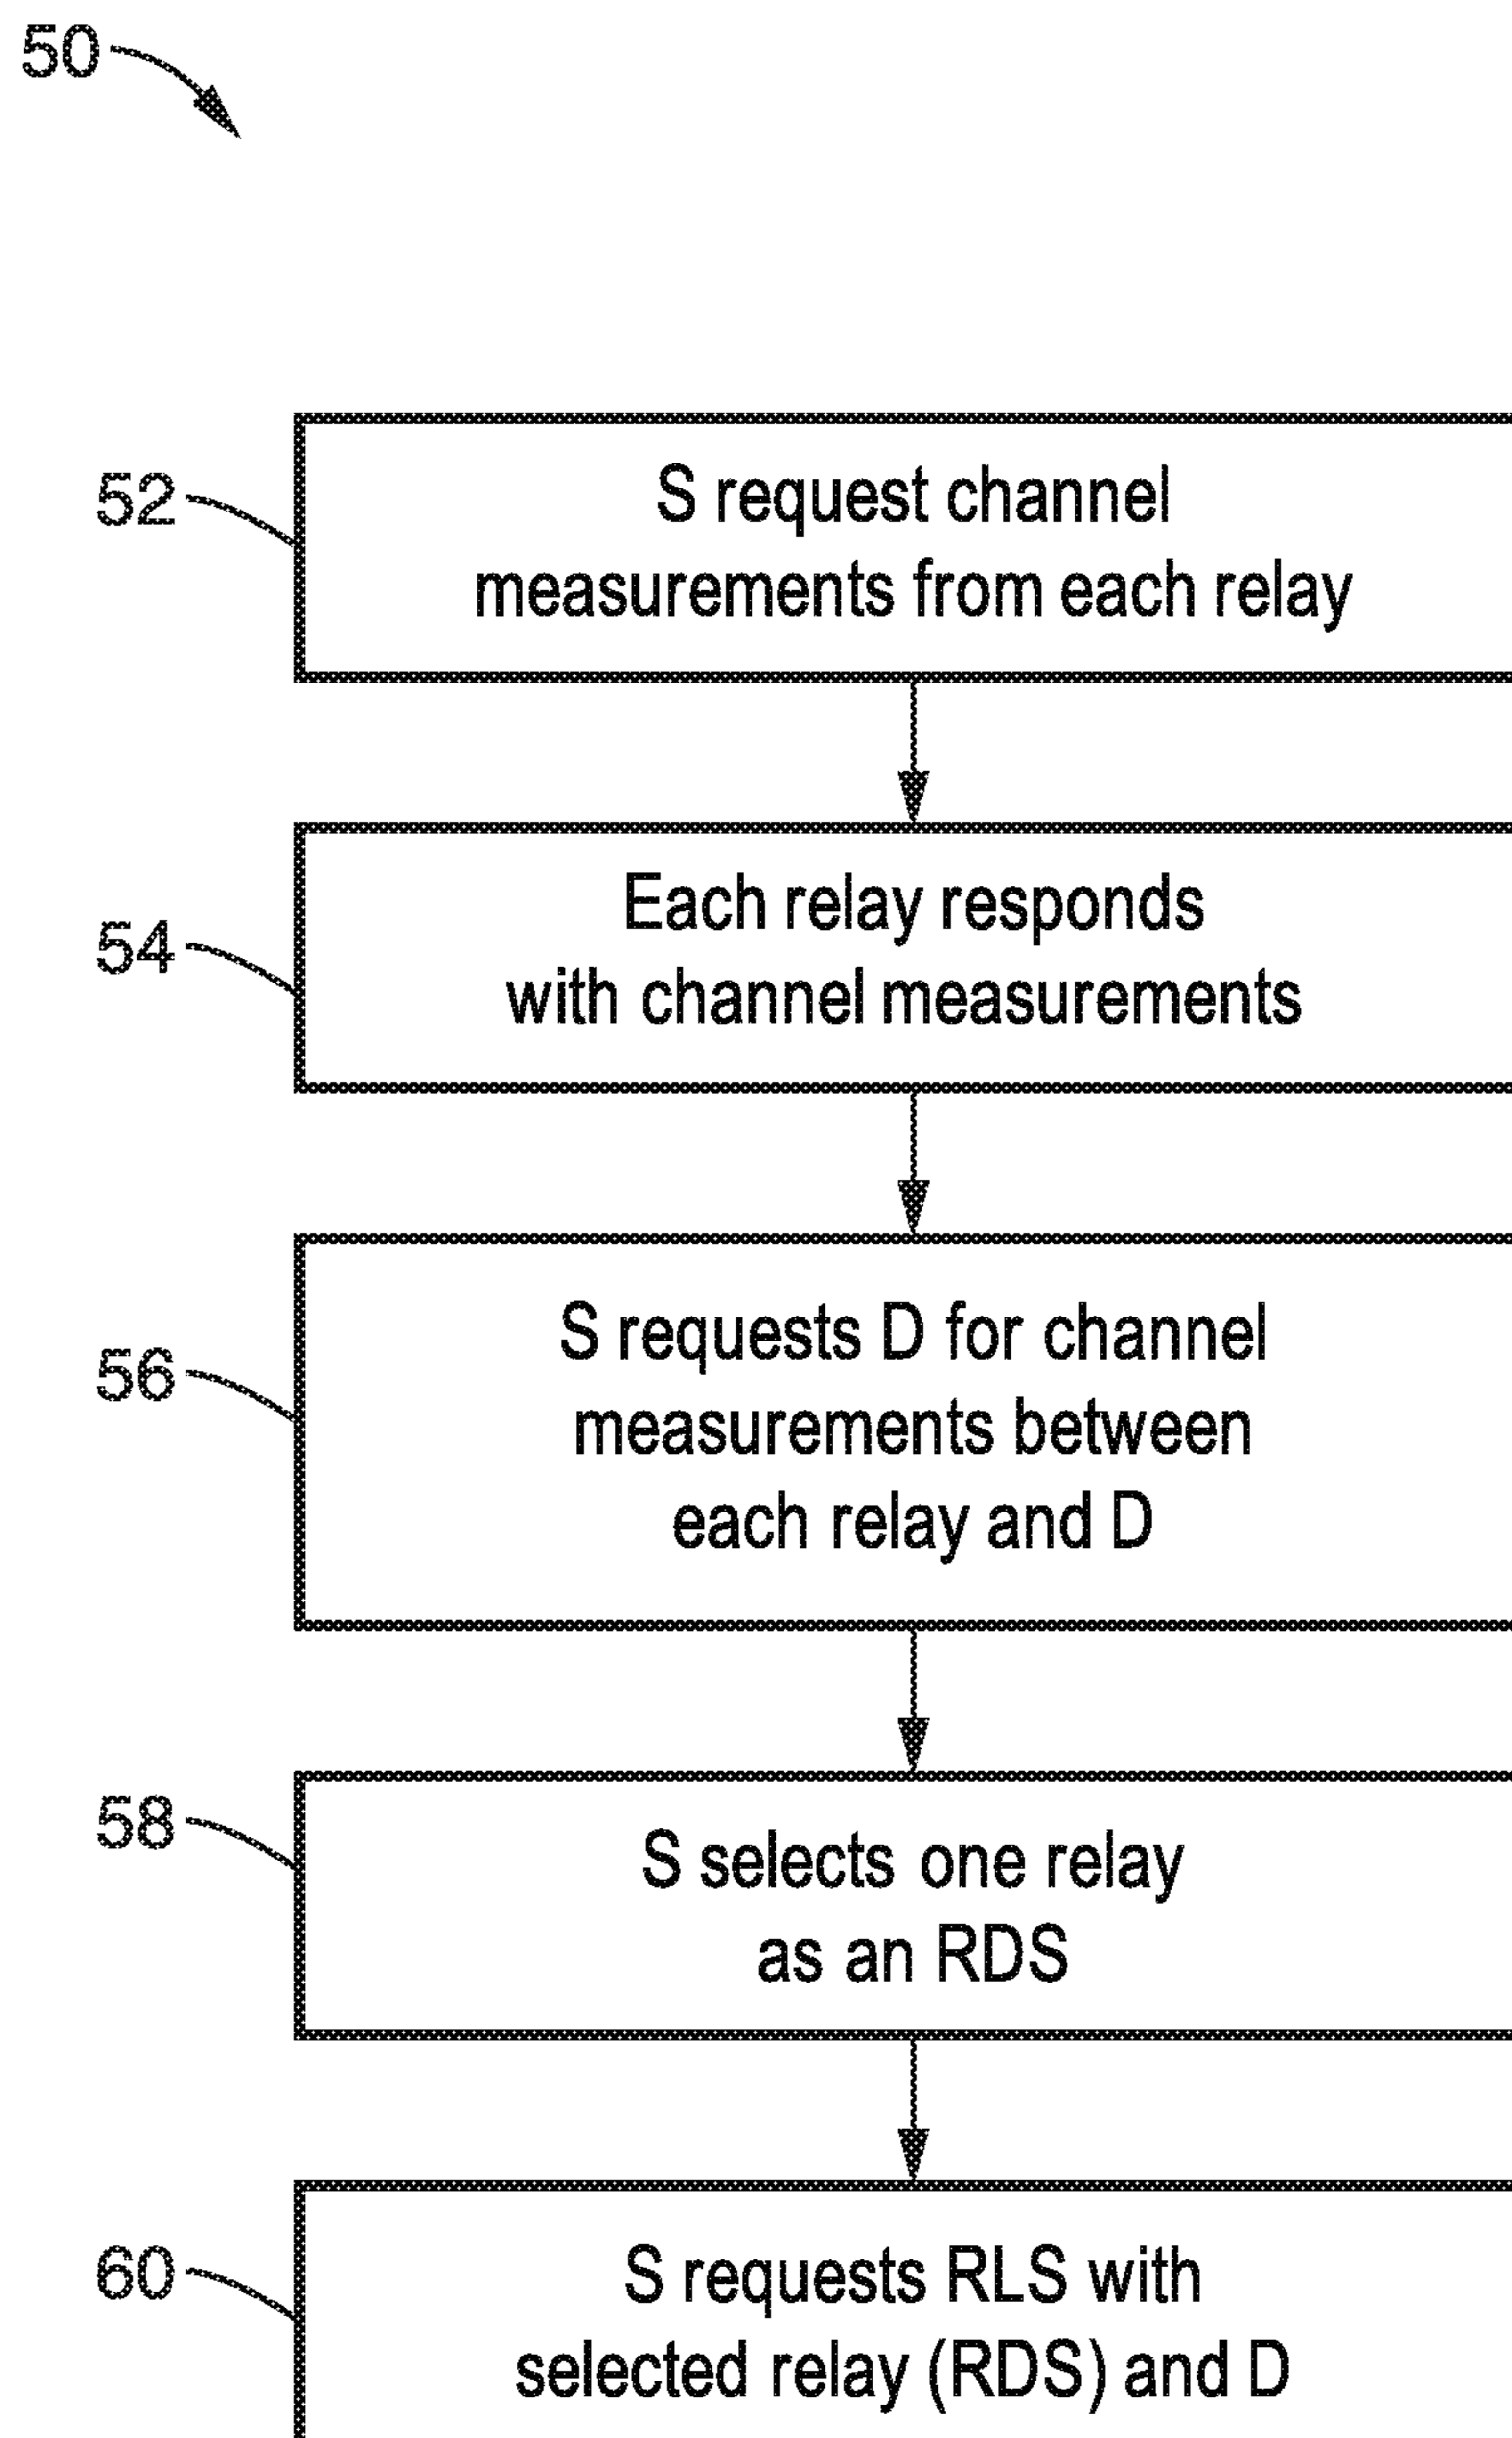 50
52
S request channel
measurements from each relay
54
Each relay responds
with channel measurements
56
S requests D for channel
measurements between
each relay and D
58
S selects one relay
as an RDS
60
S requests RLS with
selected relay (RDS) and D